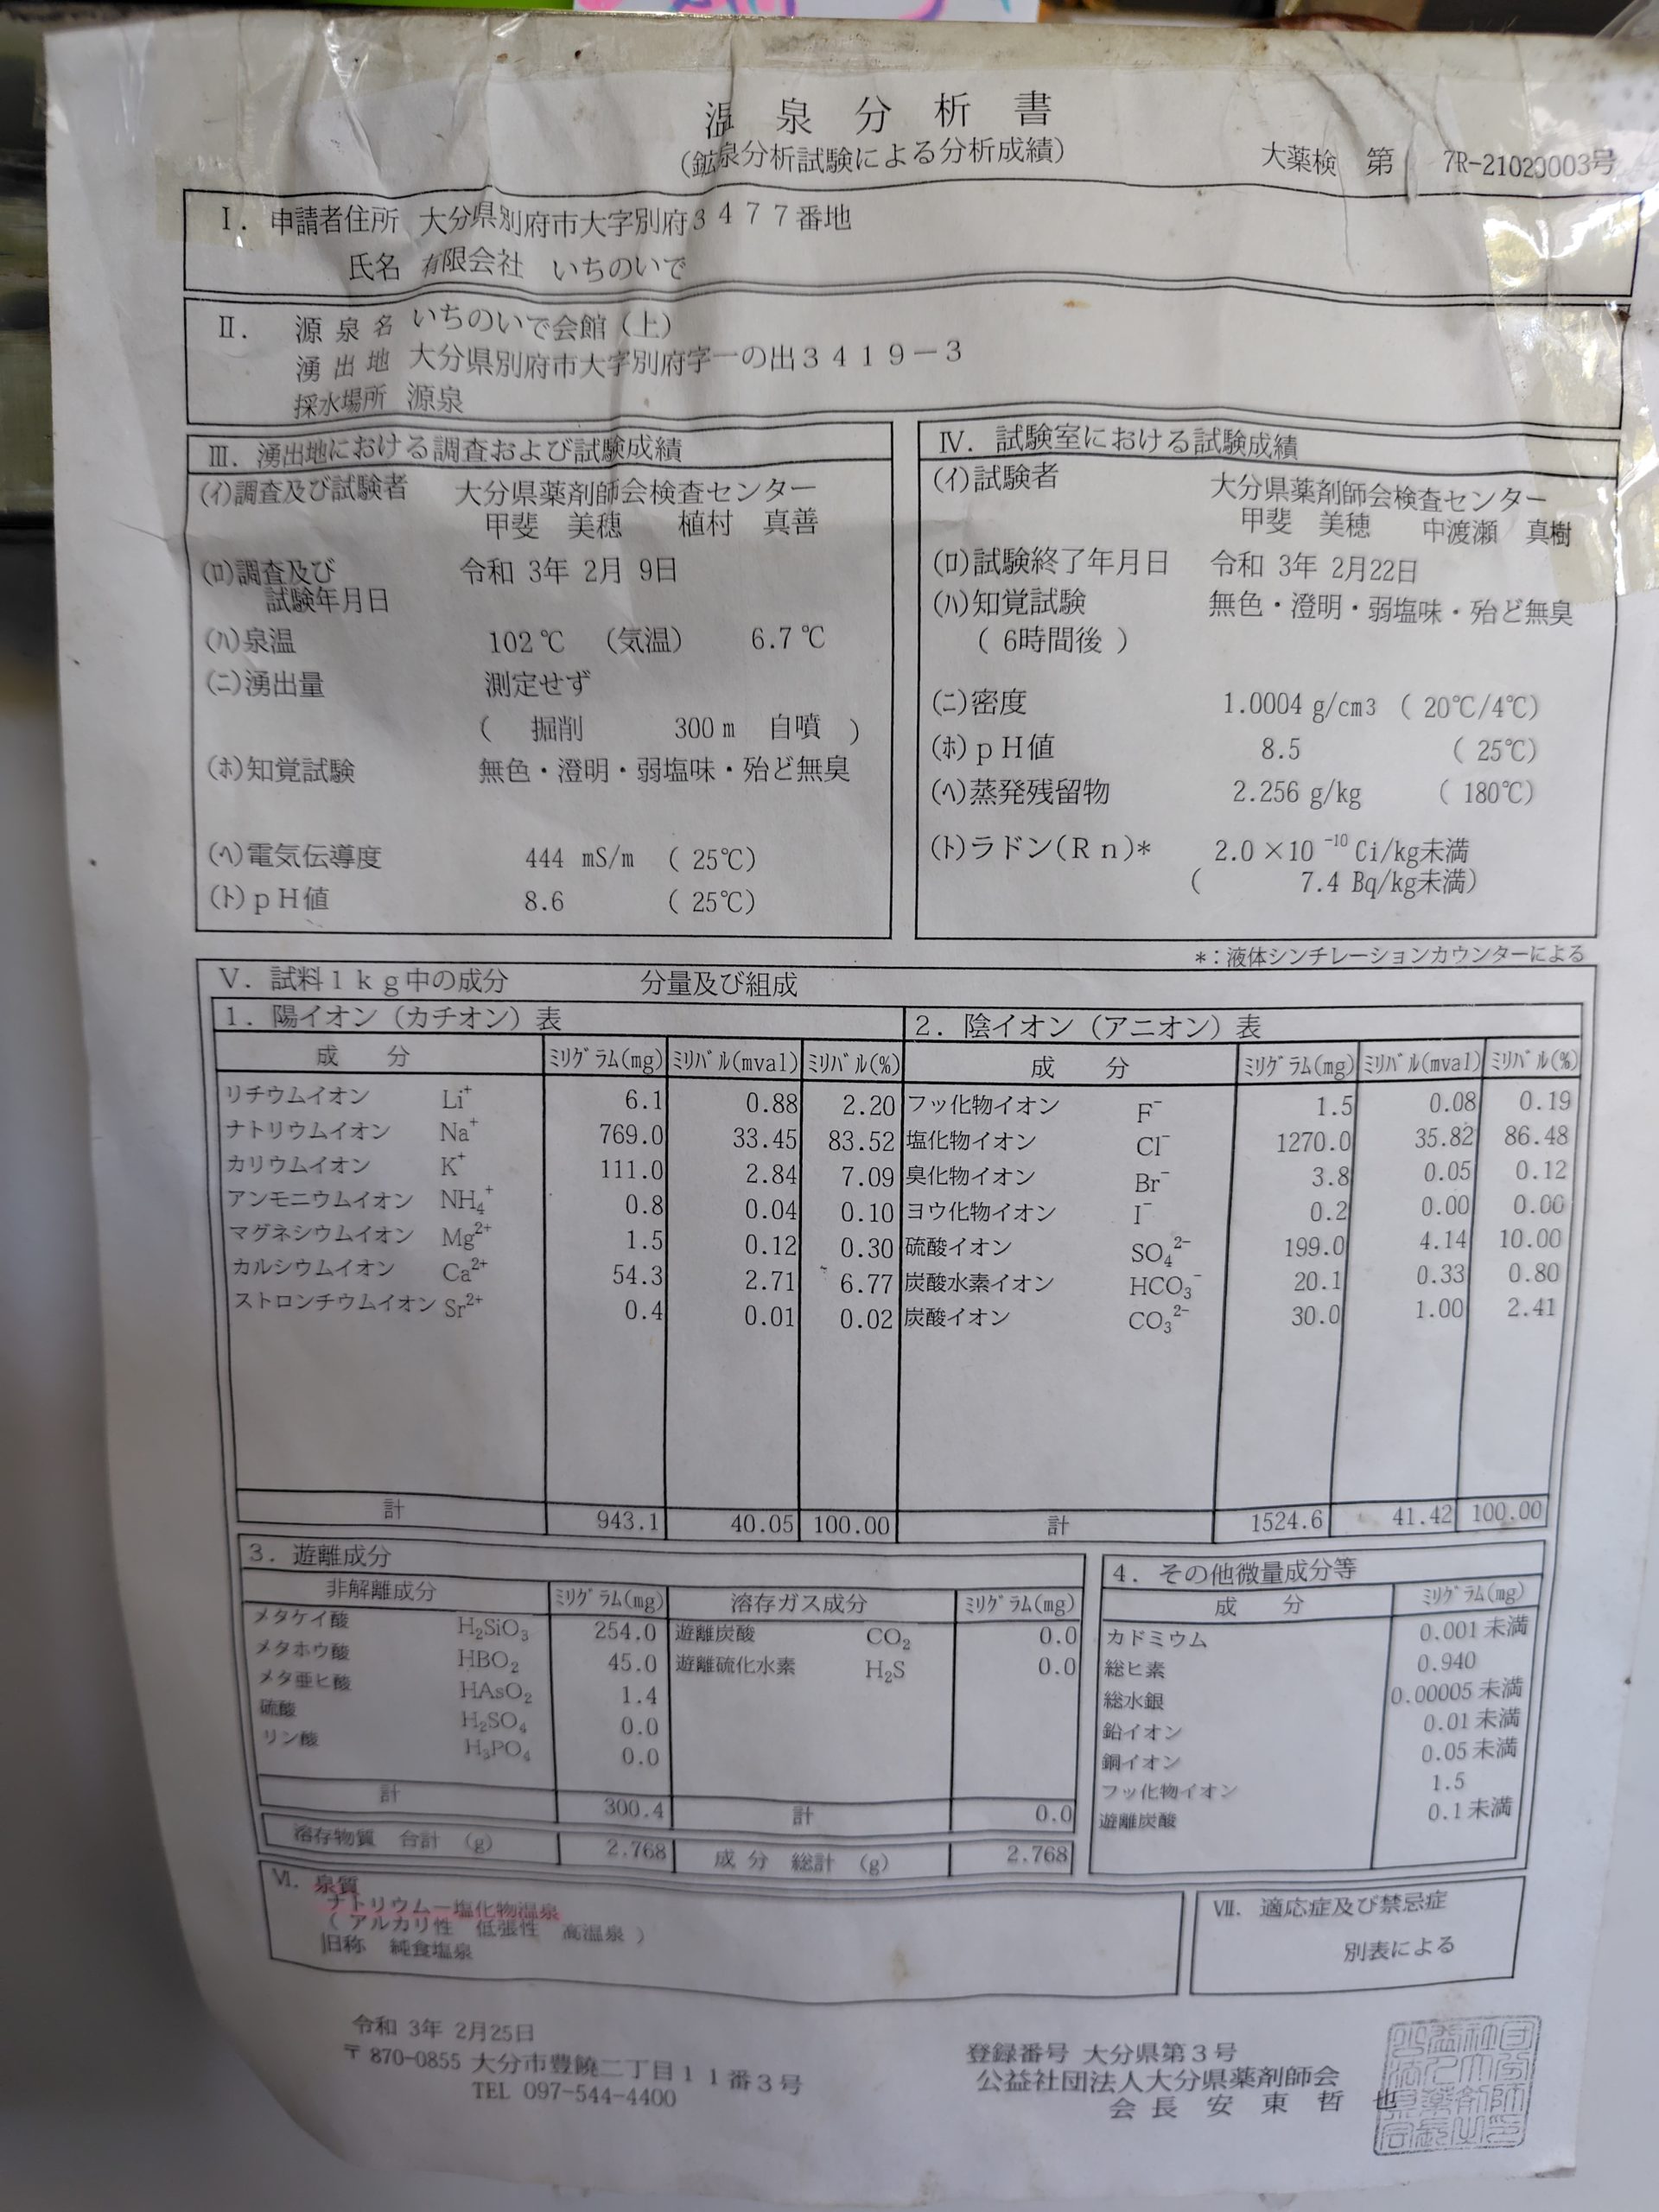 温泉分析書
(鉱泉分析試験による分析成績)
大薬検 第 7R-21020003号
Ⅰ. 申請者住所 大分県別府市大字別府3477番地
氏名 有限会社 いちのいで
Ⅱ. 源泉名 いちのいで会館(上)
湧出地 大分県別府市大字別府字一の出3419-3
採水場所 源泉
Ⅲ. 湧出地における調査および試験成績
(イ)調査及び試験者 大分県薬剤師会検査センター
甲斐 美穂 植村 真善
(ロ)調査及び 令和 3年 2月 9日
試験年月日
(ハ)泉温 102℃ (気温) 6.7℃
(ニ)湧出量 測定せず
( 掘削 300m 自噴 )
(ホ)知覚試験 無色・澄明・弱塩味・殆ど無臭
(ヘ)電気伝導度 444 mS/m (25℃)
(ト)pH値 8.6 (25℃)
Ⅳ. 試験室における試験成績
(イ)試験者 大分県薬剤師会検査センター
甲斐 美穂 中渡瀬 真樹
(ロ)試験終了年月日 令和 3年 2月22日
(ハ)知覚試験 無色・澄明・弱塩味・殆ど無臭
( 6時間後 )
(ニ)密度 1.0004 g/cm3 ( 20℃/4℃)
(ホ)pH値 8.5 ( 25℃)
(ヘ)蒸発残留物 2.256 g/kg ( 180℃)
(ト)ラドン(Rn)* 2.0×10⁻¹⁰ Ci/kg未満
( 7.4 Bq/kg未満)
*:液体シンチレーションカウンターによる
Ⅴ. 試料1kg中の成分 分量及び組成
1. 陽イオン(カチオン)表
成 分 ミリグラム(mg) ミリバル(mval) ミリバル(%)
リチウムイオン Li⁺ 6.1 0.88 2.20
ナトリウムイオン Na⁺ 769.0 33.45 83.52
カリウムイオン K⁺ 111.0 2.84 7.09
アンモニウムイオン NH₄⁺ 0.8 0.04 0.10
マグネシウムイオン Mg²⁺ 1.5 0.12 0.30
カルシウムイオン Ca²⁺ 54.3 2.71 6.77
ストロンチウムイオン Sr²⁺ 0.4 0.01 0.02
計 943.1 40.05 100.00
2. 陰イオン(アニオン)表
成 分 ミリグラム(mg) ミリバル(mval) ミリバル(%)
フッ化物イオン F⁻ 1.5 0.08 0.19
塩化物イオン Cl⁻ 1270.0 35.82 86.48
臭化物イオン Br⁻ 3.8 0.05 0.12
ヨウ化物イオン I⁻ 0.2 0.00 0.00
硫酸イオン SO₄²⁻ 199.0 4.14 10.00
炭酸水素イオン HCO₃⁻ 20.1 0.33 0.80
炭酸イオン CO₃²⁻ 30.0 1.00 2.41
計 1524.6 41.42 100.00
3. 遊離成分
非解離成分 ミリグラム(mg) 溶存ガス成分 ミリグラム(mg)
メタケイ酸 H₂SiO₃ 254.0 遊離炭酸 CO₂ 0.0
メタホウ酸 HBO₂ 45.0 遊離硫化水素 H₂S 0.0
メタ亜ヒ酸 HAsO₂ 1.4
硫酸 H₂SO₄ 0.0
リン酸 H₃PO₄ 0.0
計 300.4 計 0.0
溶存物質 合計 (g) 2.768 成分 総計 (g) 2.768
4. その他微量成分等
成 分 ミリグラム(mg)
カドミウム 0.001未満
総ヒ素 0.940
総水銀 0.00005未満
鉛イオン 0.01未満
銅イオン 0.05未満
フッ化物イオン 1.5
遊離炭酸 0.1未満
Ⅵ. 泉質
ナトリウム-塩化物温泉
( アルカリ性 低張性 高温泉 )
旧称 純食塩泉
Ⅶ. 適応症及び禁忌症
別表による
令和 3年 2月25日
〒870-0855 大分市豊饒二丁目11番3号
TEL 097-544-4400
登録番号 大分県第3号
公益社団法人大分県薬剤師会
会長 安東哲也